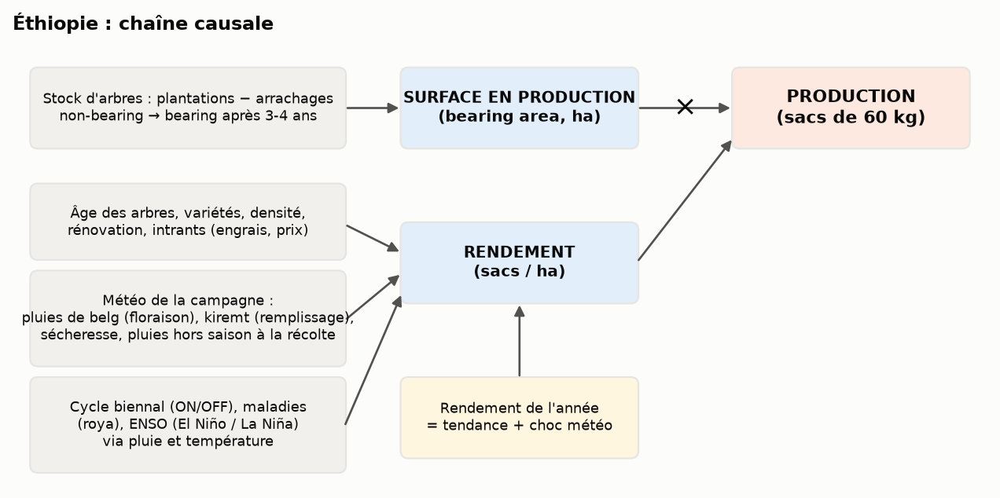 Éthiopie : chaîne causale
Stock d'arbres : plantations − arrachages
non-bearing → bearing après 3-4 ans
SURFACE EN PRODUCTION
(bearing area, ha)
×
PRODUCTION
(sacs de 60 kg)
Âge des arbres, variétés, densité,
rénovation, intrants (engrais, prix)
RENDEMENT
(sacs / ha)
Météo de la campagne :
pluies de belg (floraison), kiremt (remplissage),
sécheresse, pluies hors saison à la récolte
Cycle biennal (ON/OFF), maladies
(roya), ENSO (El Niño / La Niña)
via pluie et température
Rendement de l'année
= tendance + choc météo